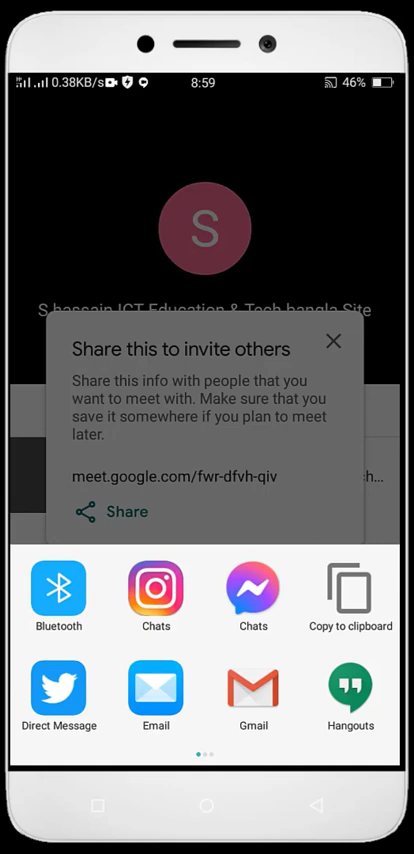 0.38KB/s 8:59 46%
S
S hassain ICT Education & Tech bangla Site
Share this to invite others
Share this info with people that you
want to meet with. Make sure that you
save it somewhere if you plan to meet
later.
meet.google.com/fwr-dfvh-qiv h...
Share
Bluetooth Chats Chats Copy to clipboard
Direct Message Email Gmail Hangouts